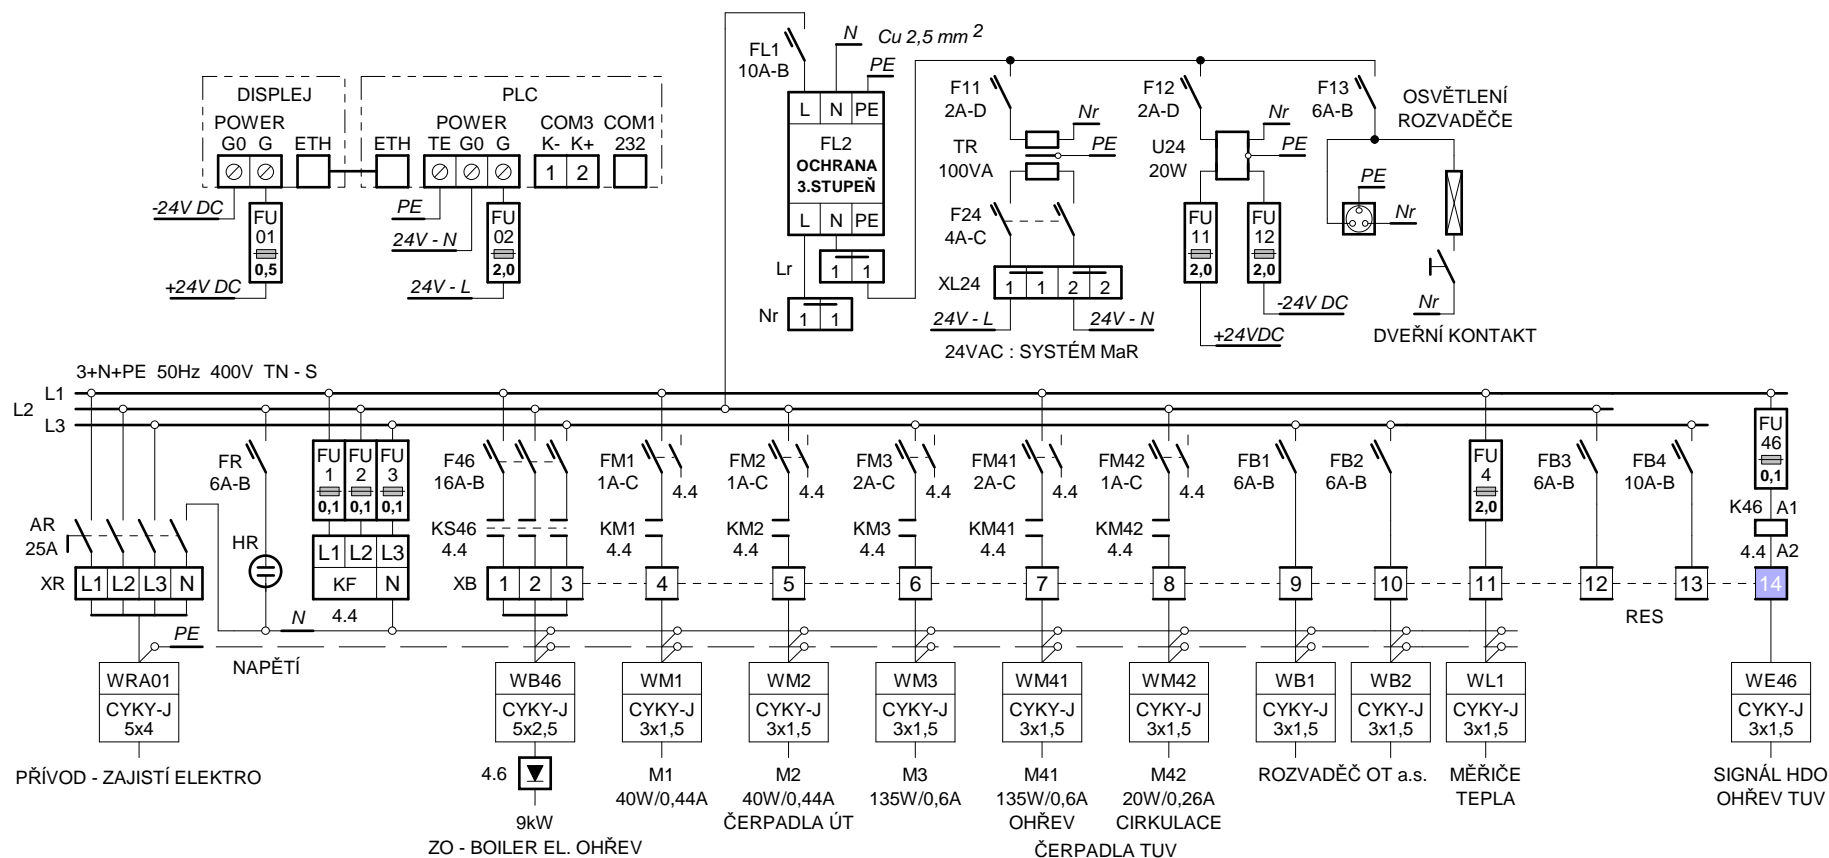 DISPLEJ
POWER
G0 G ETH
-24V DC
FU
01
0,5
+24V DC
PLC
POWER COM3 COM1
ETH TE G0 G K- K+ 232
1 2
PE
24V - N
FU
02
2,0
24V - L
FL1
10A-B
N
Cu 2,5 mm 2
PE
L N PE
FL2
OCHRANA
3.STUPEŇ
L N PE
Lr 1 1
Nr 1 1
F11
2A-D
Nr
PE
TR
100VA
F24
4A-C
XL24 1 1 2 2
24V - L 24V - N
24VAC : SYSTÉM MaR
F12
2A-D
Nr
PE
U24
20W
FU
11
2,0
FU
12
2,0
-24V DC
+24VDC
F13
6A-B
OSVĚTLENÍ
ROZVADĚČE
PE
Nr
Nr
DVEŘNÍ KONTAKT
3+N+PE 50Hz 400V TN - S
L1
L2
L3
AR
25A
XR L1 L2 L3 N
PE
WRA01
CYKY-J
5x4
PŘÍVOD - ZAJISTÍ ELEKTRO
FR
6A-B
HR
N
NAPĚTÍ
FU
1
0,1
FU
2
0,1
FU
3
0,1
L1 L2 L3
KF N
4.4
F46
16A-B
KS46
4.4
XB 1 2 3
WB46
CYKY-J
5x2,5
4.6
9kW
ZO - BOILER EL. OHŘEV
FM1
1A-C
4.4
KM1
4.4
4
WM1
CYKY-J
3x1,5
M1
40W/0,44A
FM2
1A-C
4.4
KM2
4.4
5
WM2
CYKY-J
3x1,5
M2
40W/0,44A
ČERPADLA ÚT
FM3
2A-C
4.4
KM3
4.4
6
WM3
CYKY-J
3x1,5
M3
135W/0,6A
FM41
2A-C
4.4
KM41
4.4
7
WM41
CYKY-J
3x1,5
M41
135W/0,6A
OHŘEV
FM42
1A-C
4.4
KM42
4.4
8
WM42
CYKY-J
3x1,5
M42
20W/0,26A
CIRKULACE
ČERPADLA TUV
FB1
6A-B
9
WB1
CYKY-J
3x1,5
FB2
6A-B
10
WB2
CYKY-J
3x1,5
ROZVADĚČ OT a.s.
FU
4
2,0
11
WL1
CYKY-J
3x1,5
MĚŘIČE
TEPLA
FB3
6A-B
12
FB4
10A-B
13
RES
FU
46
0,1
K46 A1
4.4 A2
14
WE46
CYKY-J
3x1,5
SIGNÁL HDO
OHŘEV TUV